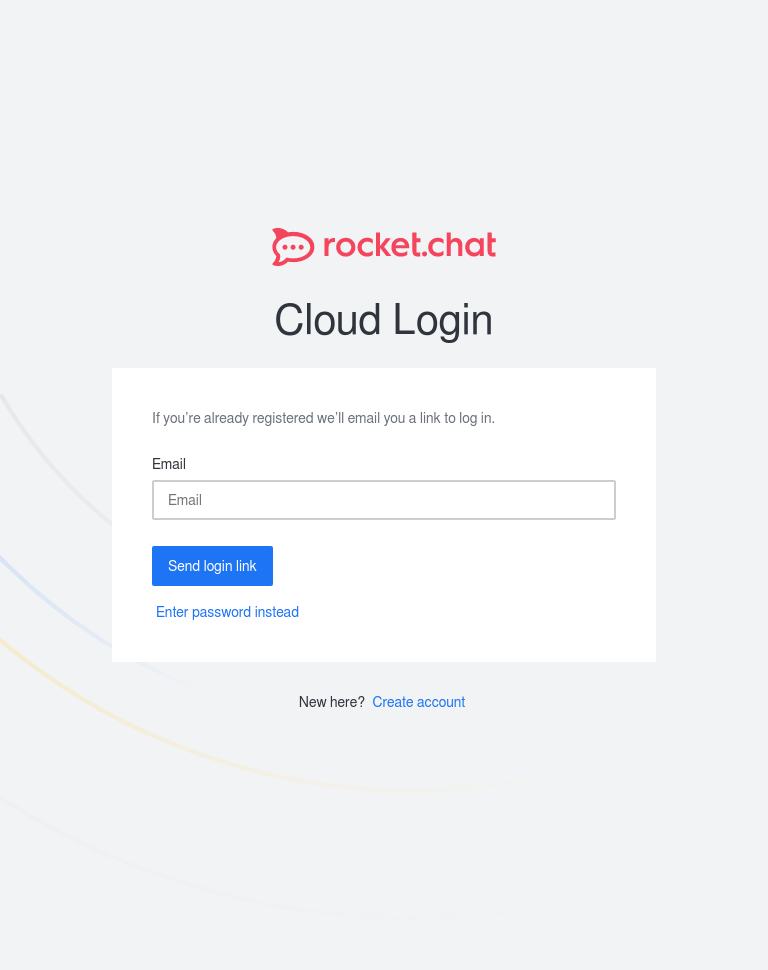 rocket.chat
Cloud Login
If you’re already registered we’ll email you a link to log in.
Email
Email
Send login link
Enter password instead
New here? Create account